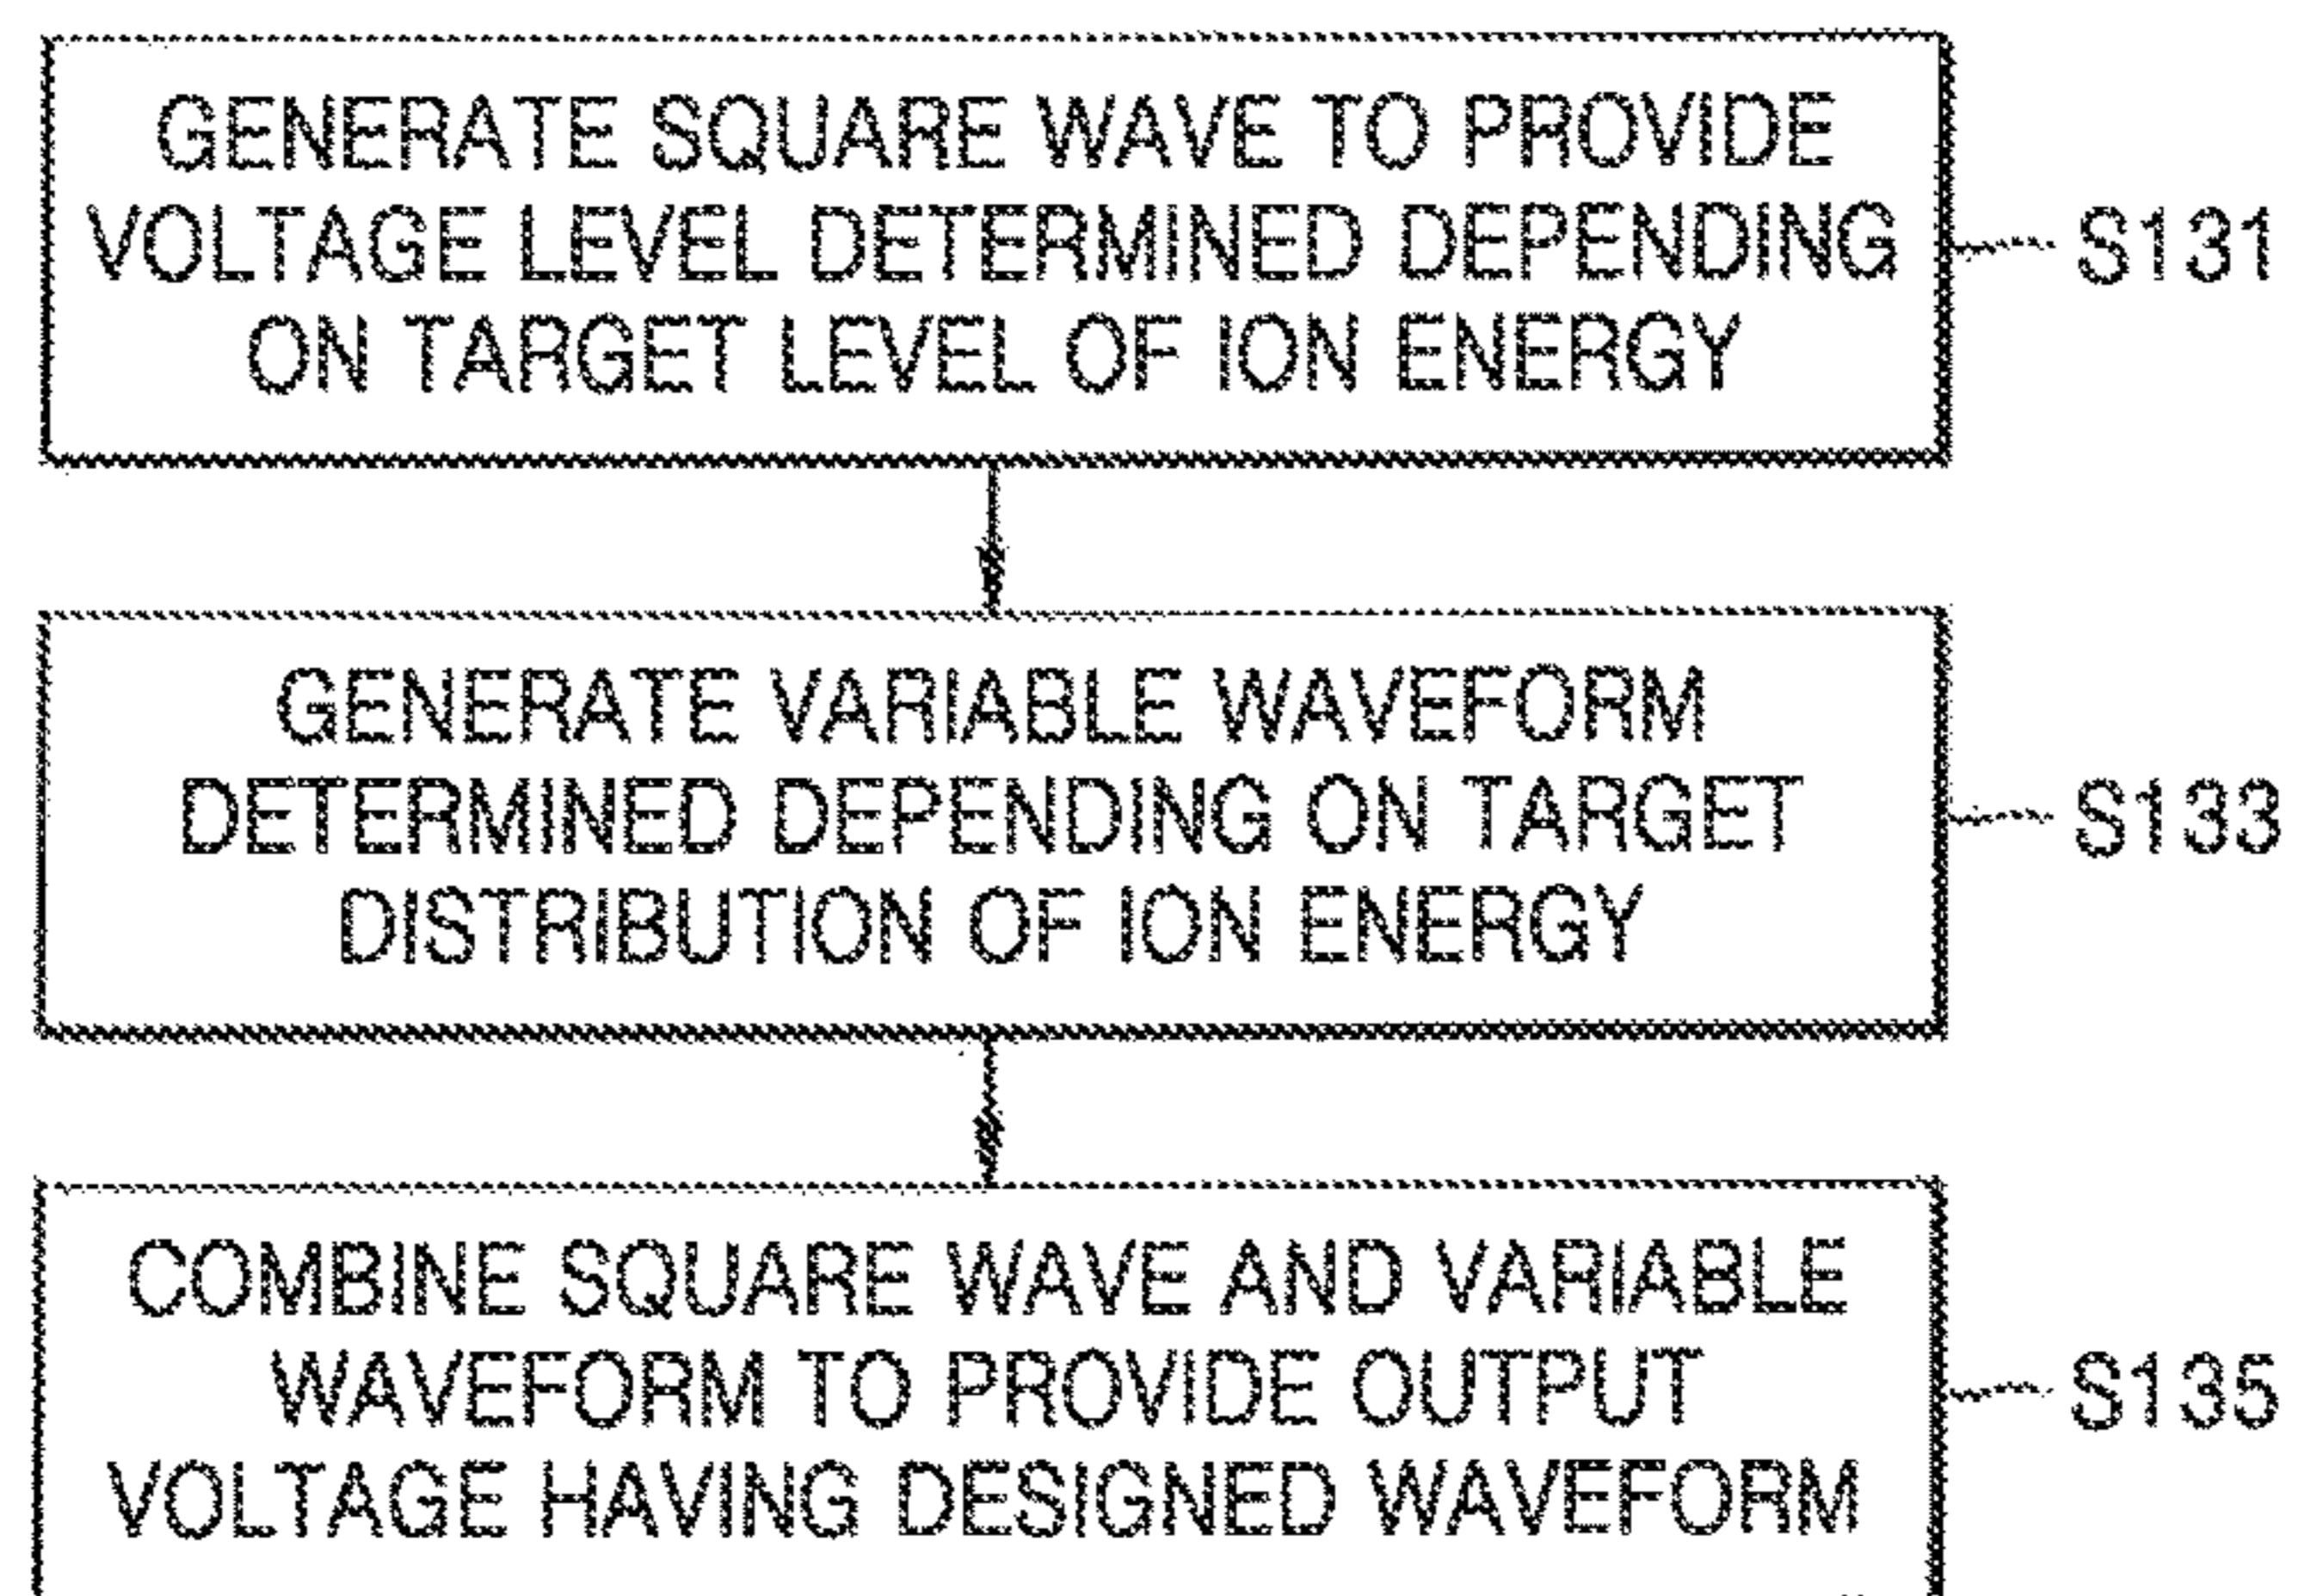 GENERATE SQUARE WAVE TO PROVIDE
VOLTAGE LEVEL DETERMINED DEPENDING
ON TARGET LEVEL OF ION ENERGY
S131
GENERATE VARIABLE WAVEFORM
DETERMINED DEPENDING ON TARGET
DISTRIBUTION OF ION ENERGY
S133
COMBINE SQUARE WAVE AND VARIABLE
WAVEFORM TO PROVIDE OUTPUT
VOLTAGE HAVING DESIGNED WAVEFORM
S135